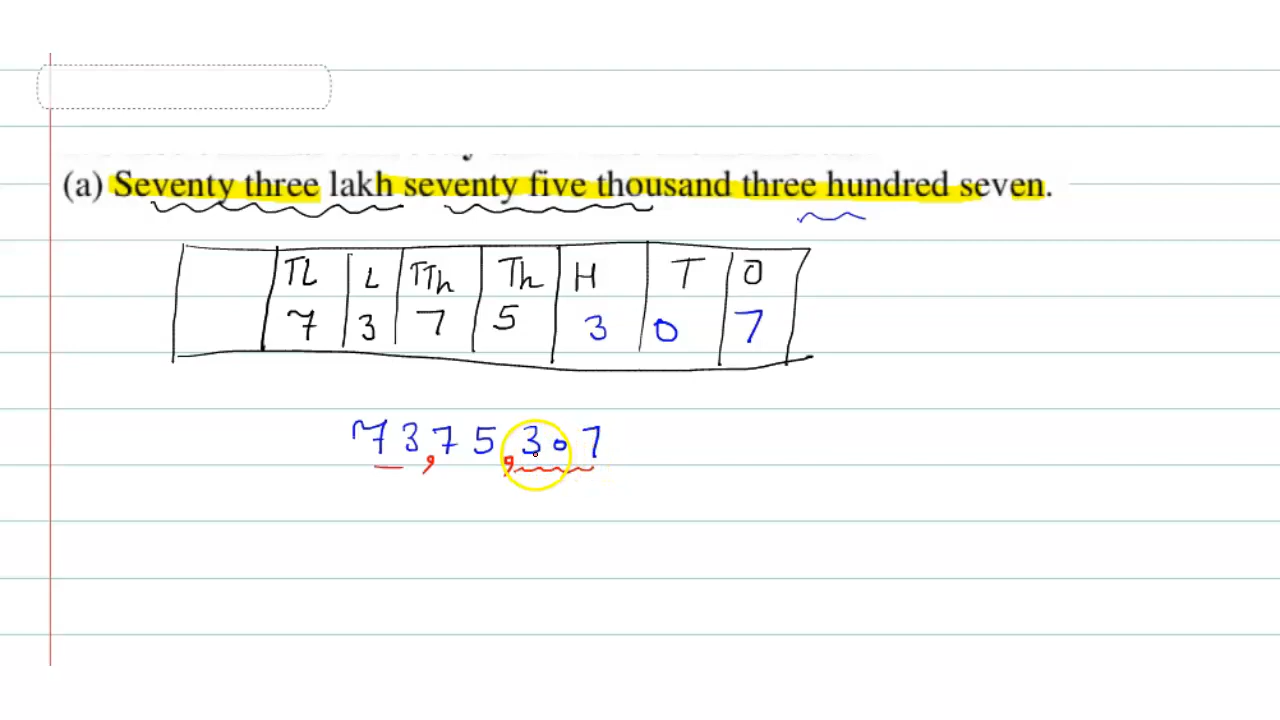 (a) Seventy three lakh seventy five thousand three hundred seven.
TL L TTh Th H T O
7 3 7 5 3 0 7
73,75,307